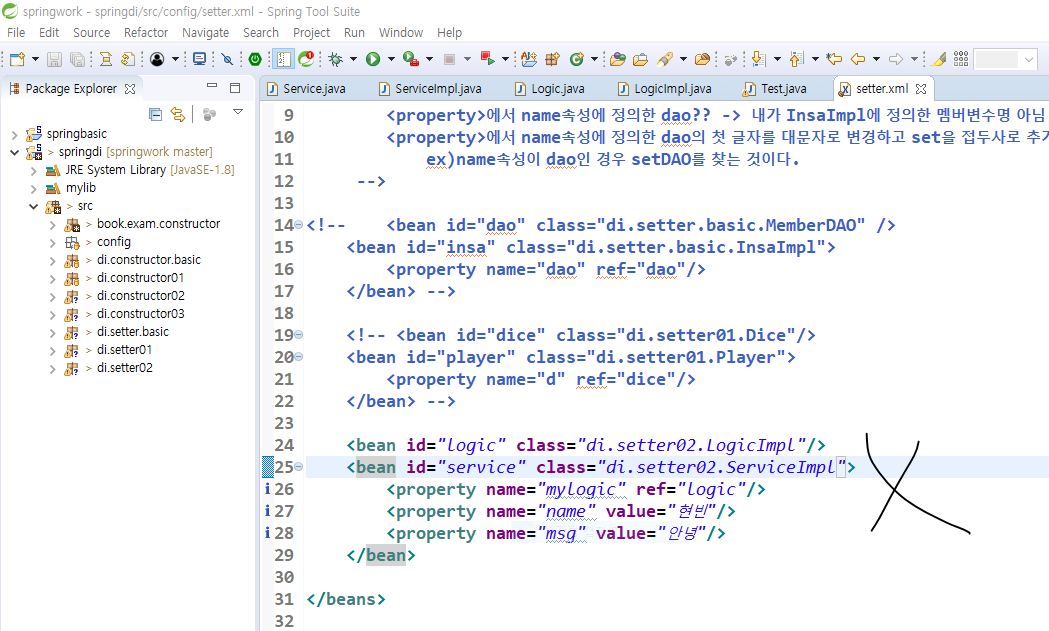 springwork - springdi/src/config/setter.xml - Spring Tool Suite
File Edit Source Refactor Navigate Search Project Run Window Help
Package Explorer
Service.java ServiceImpl.java Logic.java LogicImpl.java Test.java setter.xml
springbasic
> springdi [springwork master]
JRE System Library [JavaSE-1.8]
mylib
> src
> book.exam.constructor
> config
> di.constructor.basic
> di.constructor01
> di.constructor02
> di.constructor03
> di.setter.basic
> di.setter01
> di.setter02
9 <property>에서 name속성에 정의한 dao?? -> 내가 InsaImpl에 정의한 멤버변수명 아님
10 <property>에서 name속성에 정의한 dao의 첫 글자를 대문자로 변경하고 set을 접두사로
11 ex)name속성이 dao인 경우 setDAO를 찾는 것이다.
12 -->
13
14 <!-- <bean id="dao" class="di.setter.basic.MemberDAO" />
15 <bean id="insa" class="di.setter.basic.InsaImpl">
16 <property name="dao" ref="dao"/>
17 </bean> -->
18
19 <!-- <bean id="dice" class="di.setter01.Dice"/>
20 <bean id="player" class="di.setter01.Player">
21 <property name="d" ref="dice"/>
22 </bean> -->
23
24 <bean id="logic" class="di.setter02.LogicImpl"/>
25 <bean id="service" class="di.setter02.ServiceImpl">
26 <property name="mylogic" ref="logic"/>
27 <property name="name" value="현빈"/>
28 <property name="msg" value="안녕"/>
29 </bean>
30
31 </beans>
32